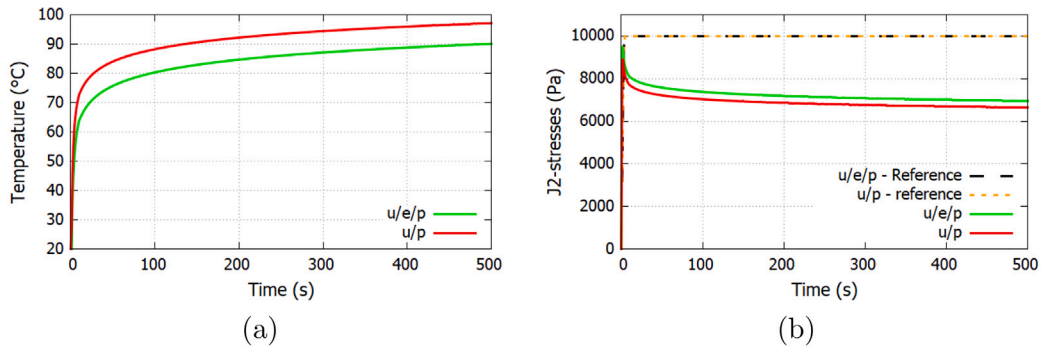 Temperature (°C)
100
90
80
70
60
50
40
30
20
u/e/p
u/p
0
100
200
300
400
500
Time (s)
(a)
J2-stresses (Pa)
10000
8000
6000
4000
2000
0
u/e/p - Reference
u/p - reference
u/e/p
u/p
0
100
200
300
400
500
Time (s)
(b)